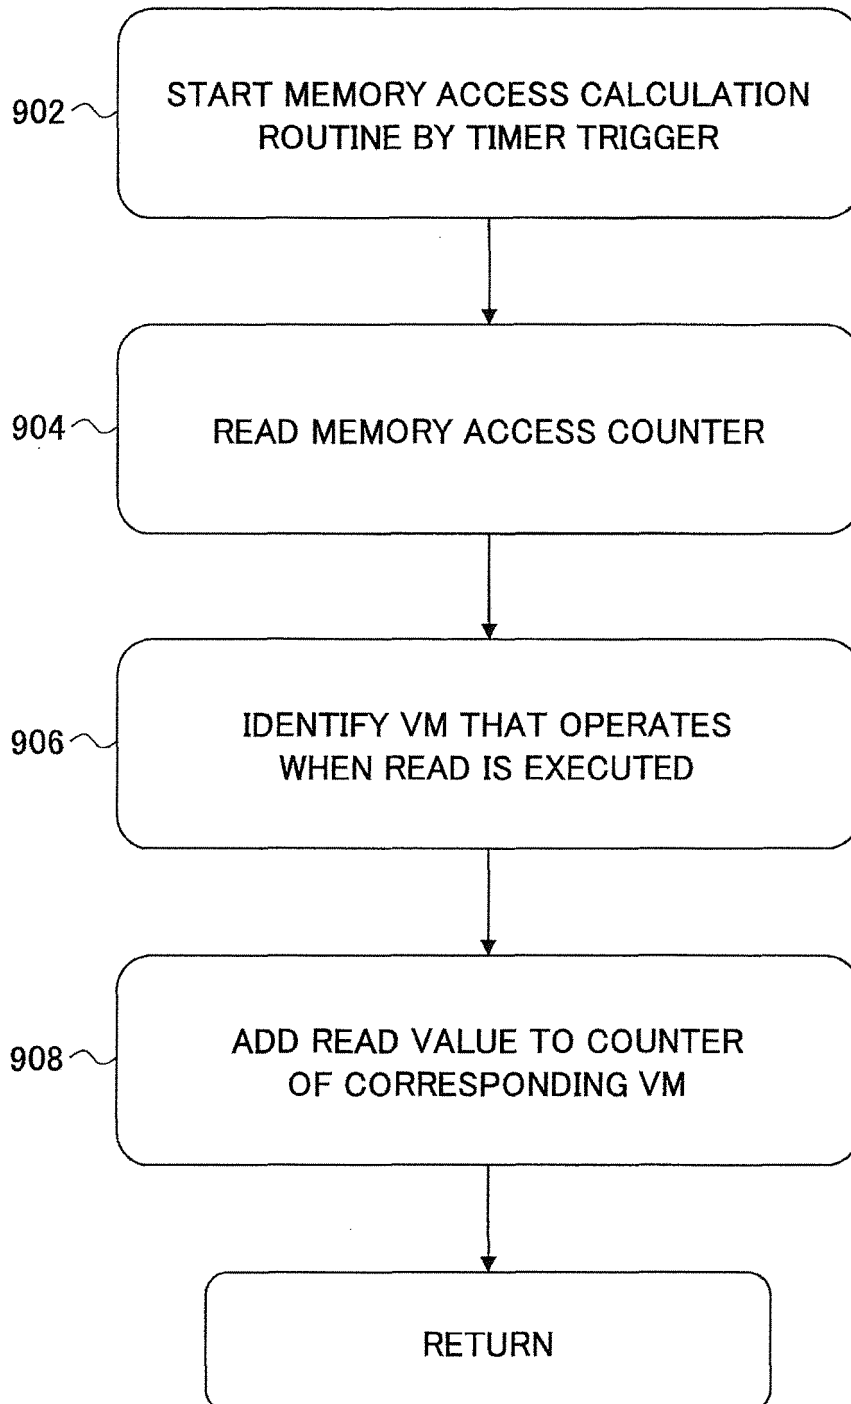 902
START MEMORY ACCESS CALCULATION
ROUTINE BY TIMER TRIGGER
904
READ MEMORY ACCESS COUNTER
906
IDENTIFY VM THAT OPERATES
WHEN READ IS EXECUTED
908
ADD READ VALUE TO COUNTER
OF CORRESPONDING VM
RETURN